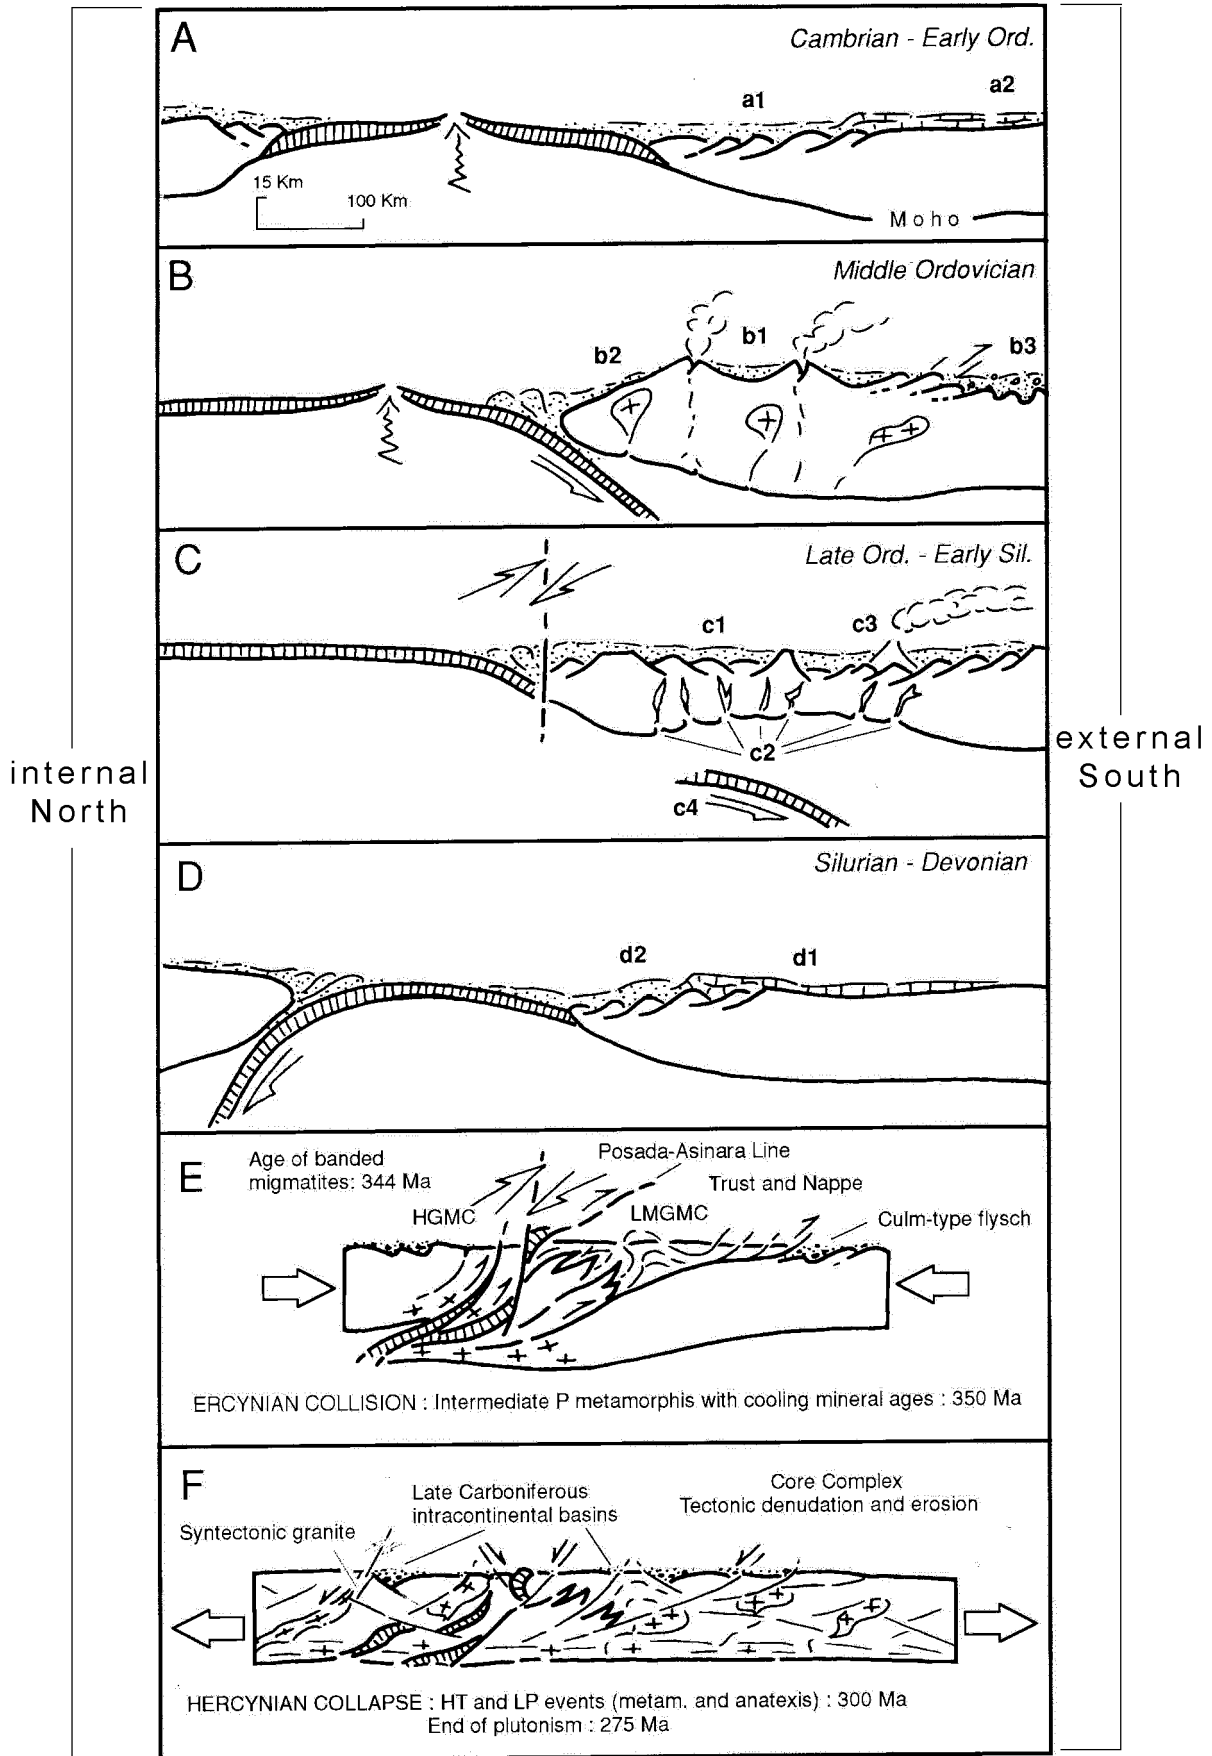 A
Cambrian - Early Ord.
a1
a2
15 Km
100 Km
Moho
B
Middle Ordovician
b1
b2
b3
C
Late Ord. - Early Sil.
c1
c3
c2
c4
internal
North
external
South
D
Silurian - Devonian
d2
d1
E
Age of banded
migmatites: 344 Ma
Posada-Asinara Line
Trust and Nappe
HGMC
LMGMC
Culm-type flysch
ERCYNIAN COLLISION : Intermediate P metamorphis with cooling mineral ages : 350 Ma
F
Late Carboniferous
intracontinental basins
Core Complex
Tectonic denudation and erosion
Syntectonic granite
HERCYNIAN COLLAPSE : HT and LP events (metam. and anatexis) : 300 Ma
End of plutonism : 275 Ma